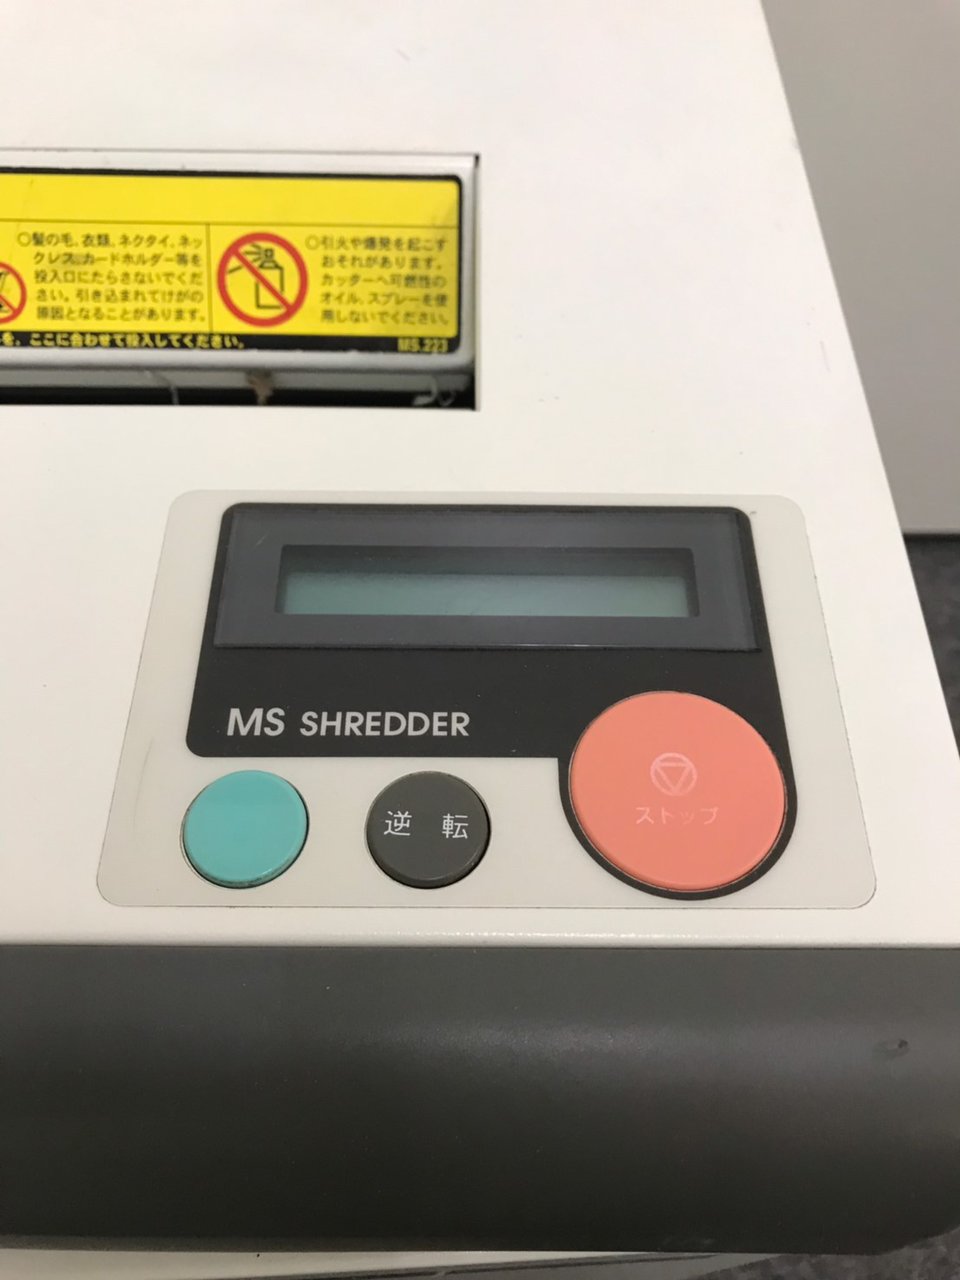 ○髪の毛、衣類、ネクタイ、ネッ
クレス、カードホルダー等を
投入口にたらさないでくだ
さい。引き込まれてけがの
原因となることがあります。
○引火や爆発を起こす
おそれがあります。
カッターへ可燃性の
オイル、スプレーを使
用しないでください。
を、ここに合わせて投入してください。
MS.223
MS SHREDDER
逆 転
ストップ